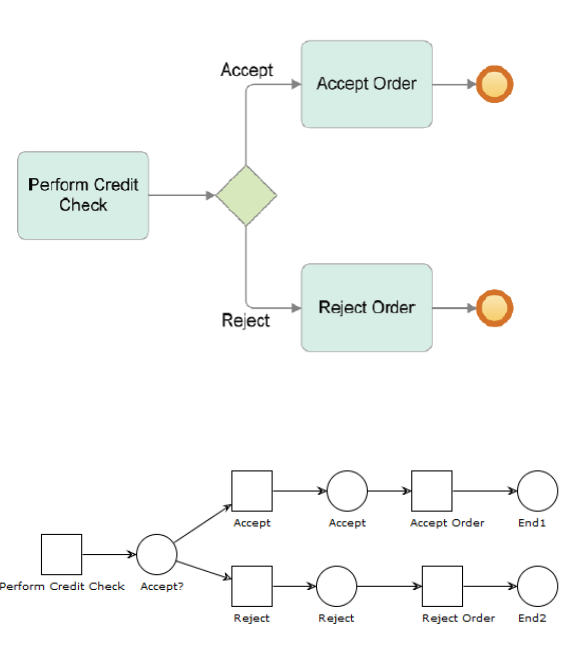 Accept
Accept Order
Perform Credit
Check
Reject Order
Reject
Accept
Accept
Accept Order
End1
Perform Credit Check
Accept?
Reject
Reject
Reject Order
End2